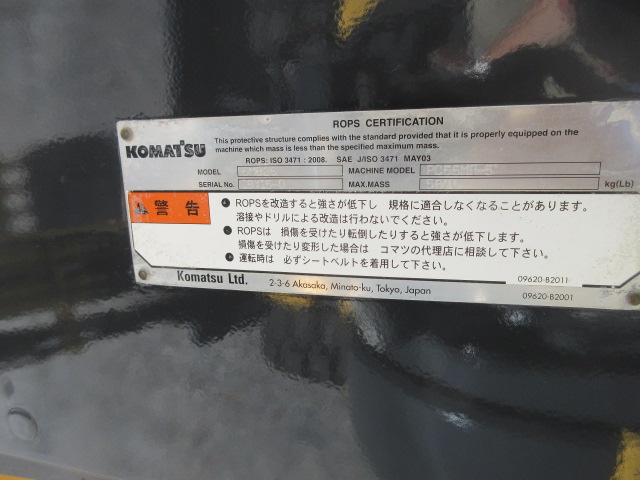 ROPS CERTIFICATION
KOMATSU
This protective structure complies with the standard provided that it is properly equipped on the
machine which mass is less than the specified maximum mass.
ROPS: ISO 3471 : 2008. SAE J/ISO 3471 MAY03
MODEL MACHINE MODEL
SERIAL No. MAX.MASS kg(Lb)
警告
● ROPSを改造すると強さが低下し 規格に適合しなくなることがあります。
溶接やドリルによる改造は行わないでください。
● ROPSは 損傷を受けたり転倒したりすると強さが低下します。
損傷を受けたり変形した場合は コマツの代理店に相談して下さい。
● 運転時は 必ずシートベルトを着用して下さい。
09620-B2011
Komatsu Ltd. 2-3-6 Akasaka, Minato-ku, Tokyo, Japan
09620-B2001